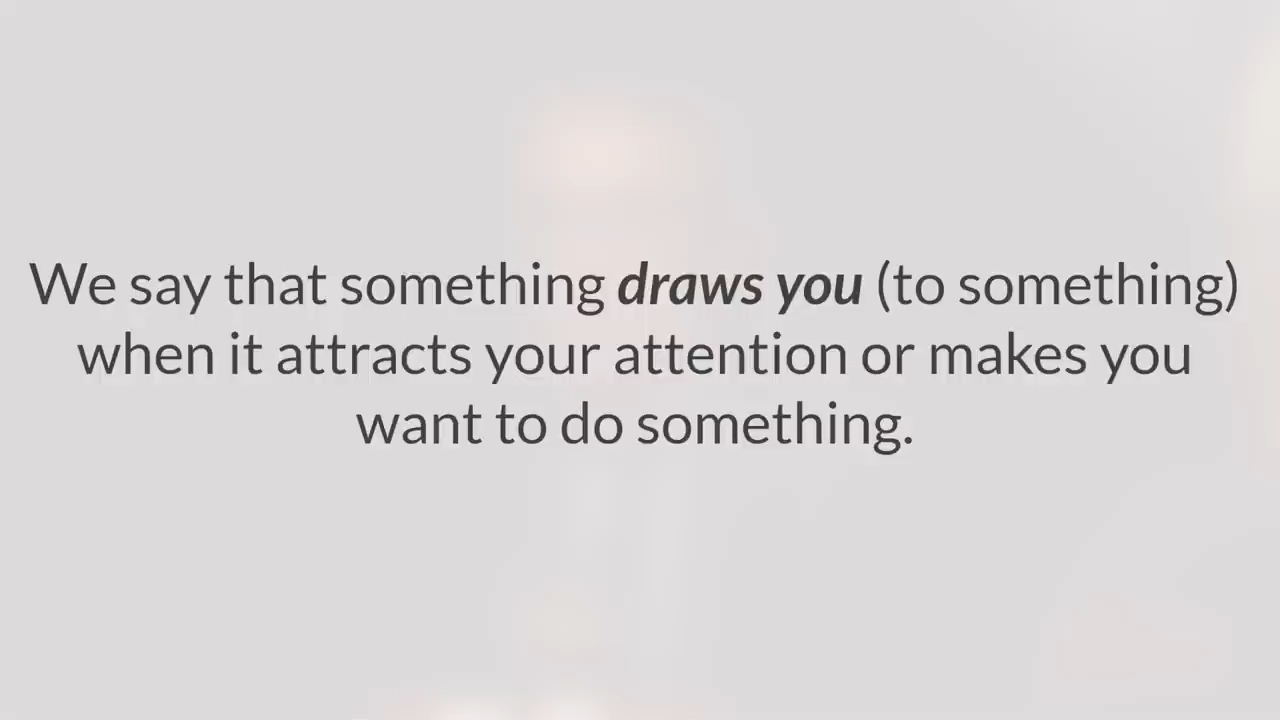 We say that something draws you (to something)
when it attracts your attention or makes you
want to do something.